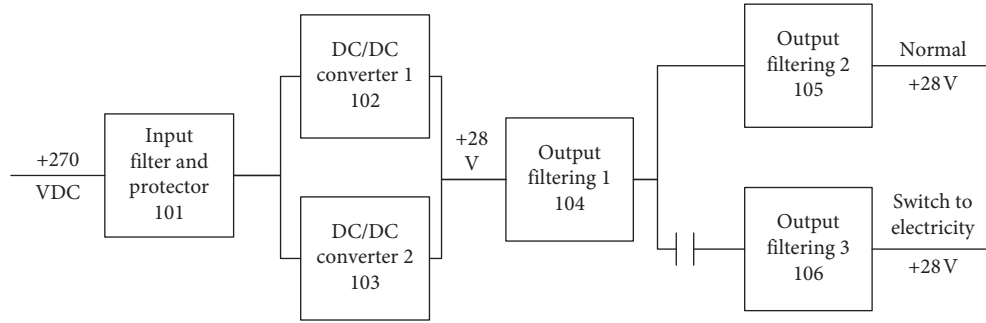 +270
VDC
Input
filter and
protector
101
DC/DC
converter 1
102
DC/DC
converter 2
103
+28
V
Output
filtering 1
104
Output
filtering 2
105
Normal
+28 V
Output
filtering 3
106
Switch to
electricity
+28 V